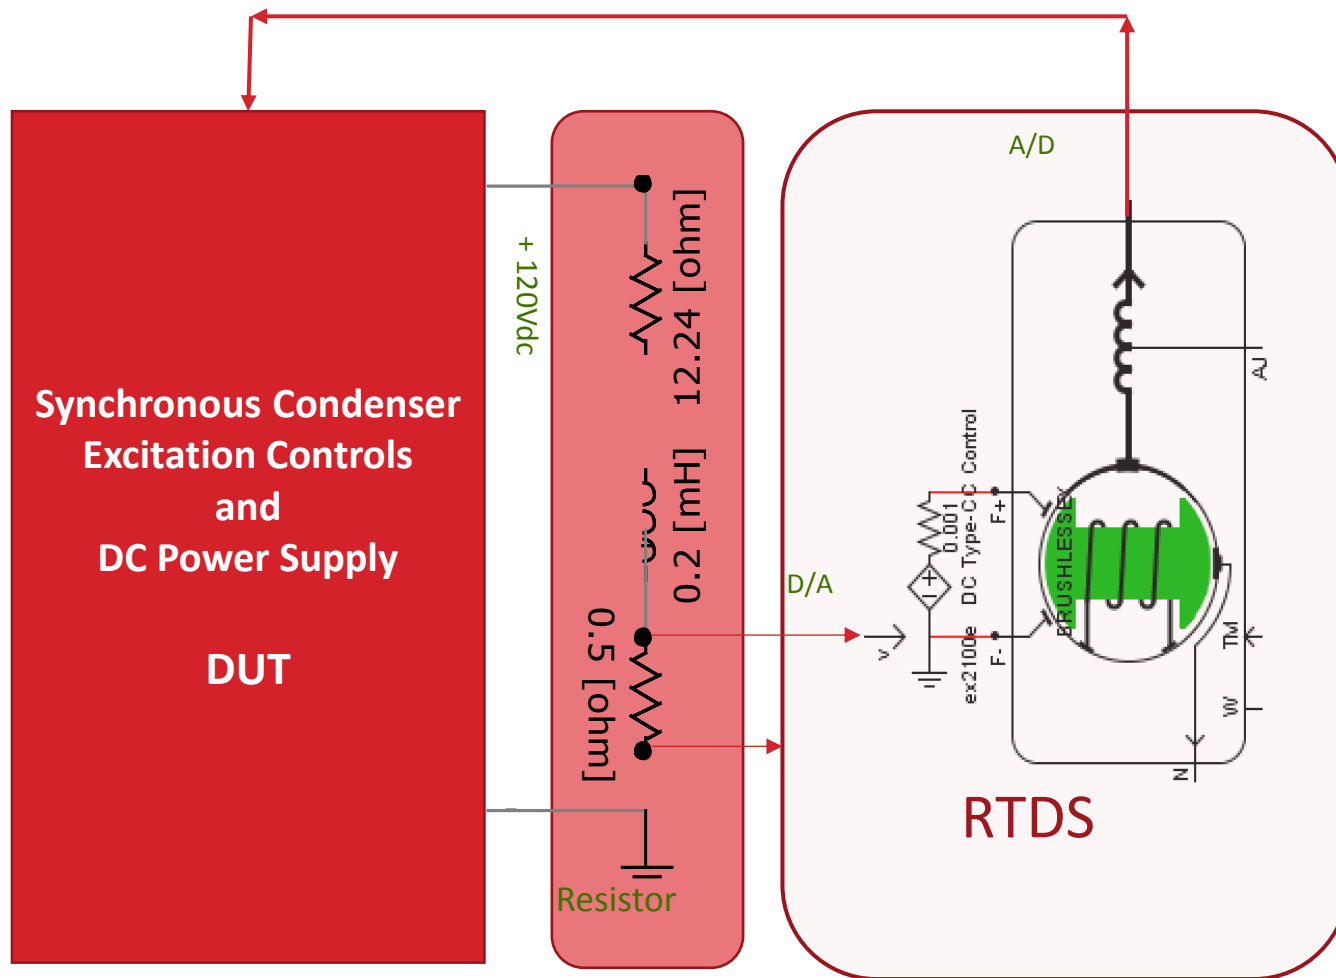 A/D
Synchronous Condenser
Excitation Controls
and
DC Power Supply
DUT
+ 120Vdc
12.24 [ohm]
0.2 [mH]
0.5 [ohm]
Resistor
D/A
v
ex2100e DC Type-CC Control
0.001
F+
F-
BRUSHLESSEX
AJ
TM
W
N
RTDS